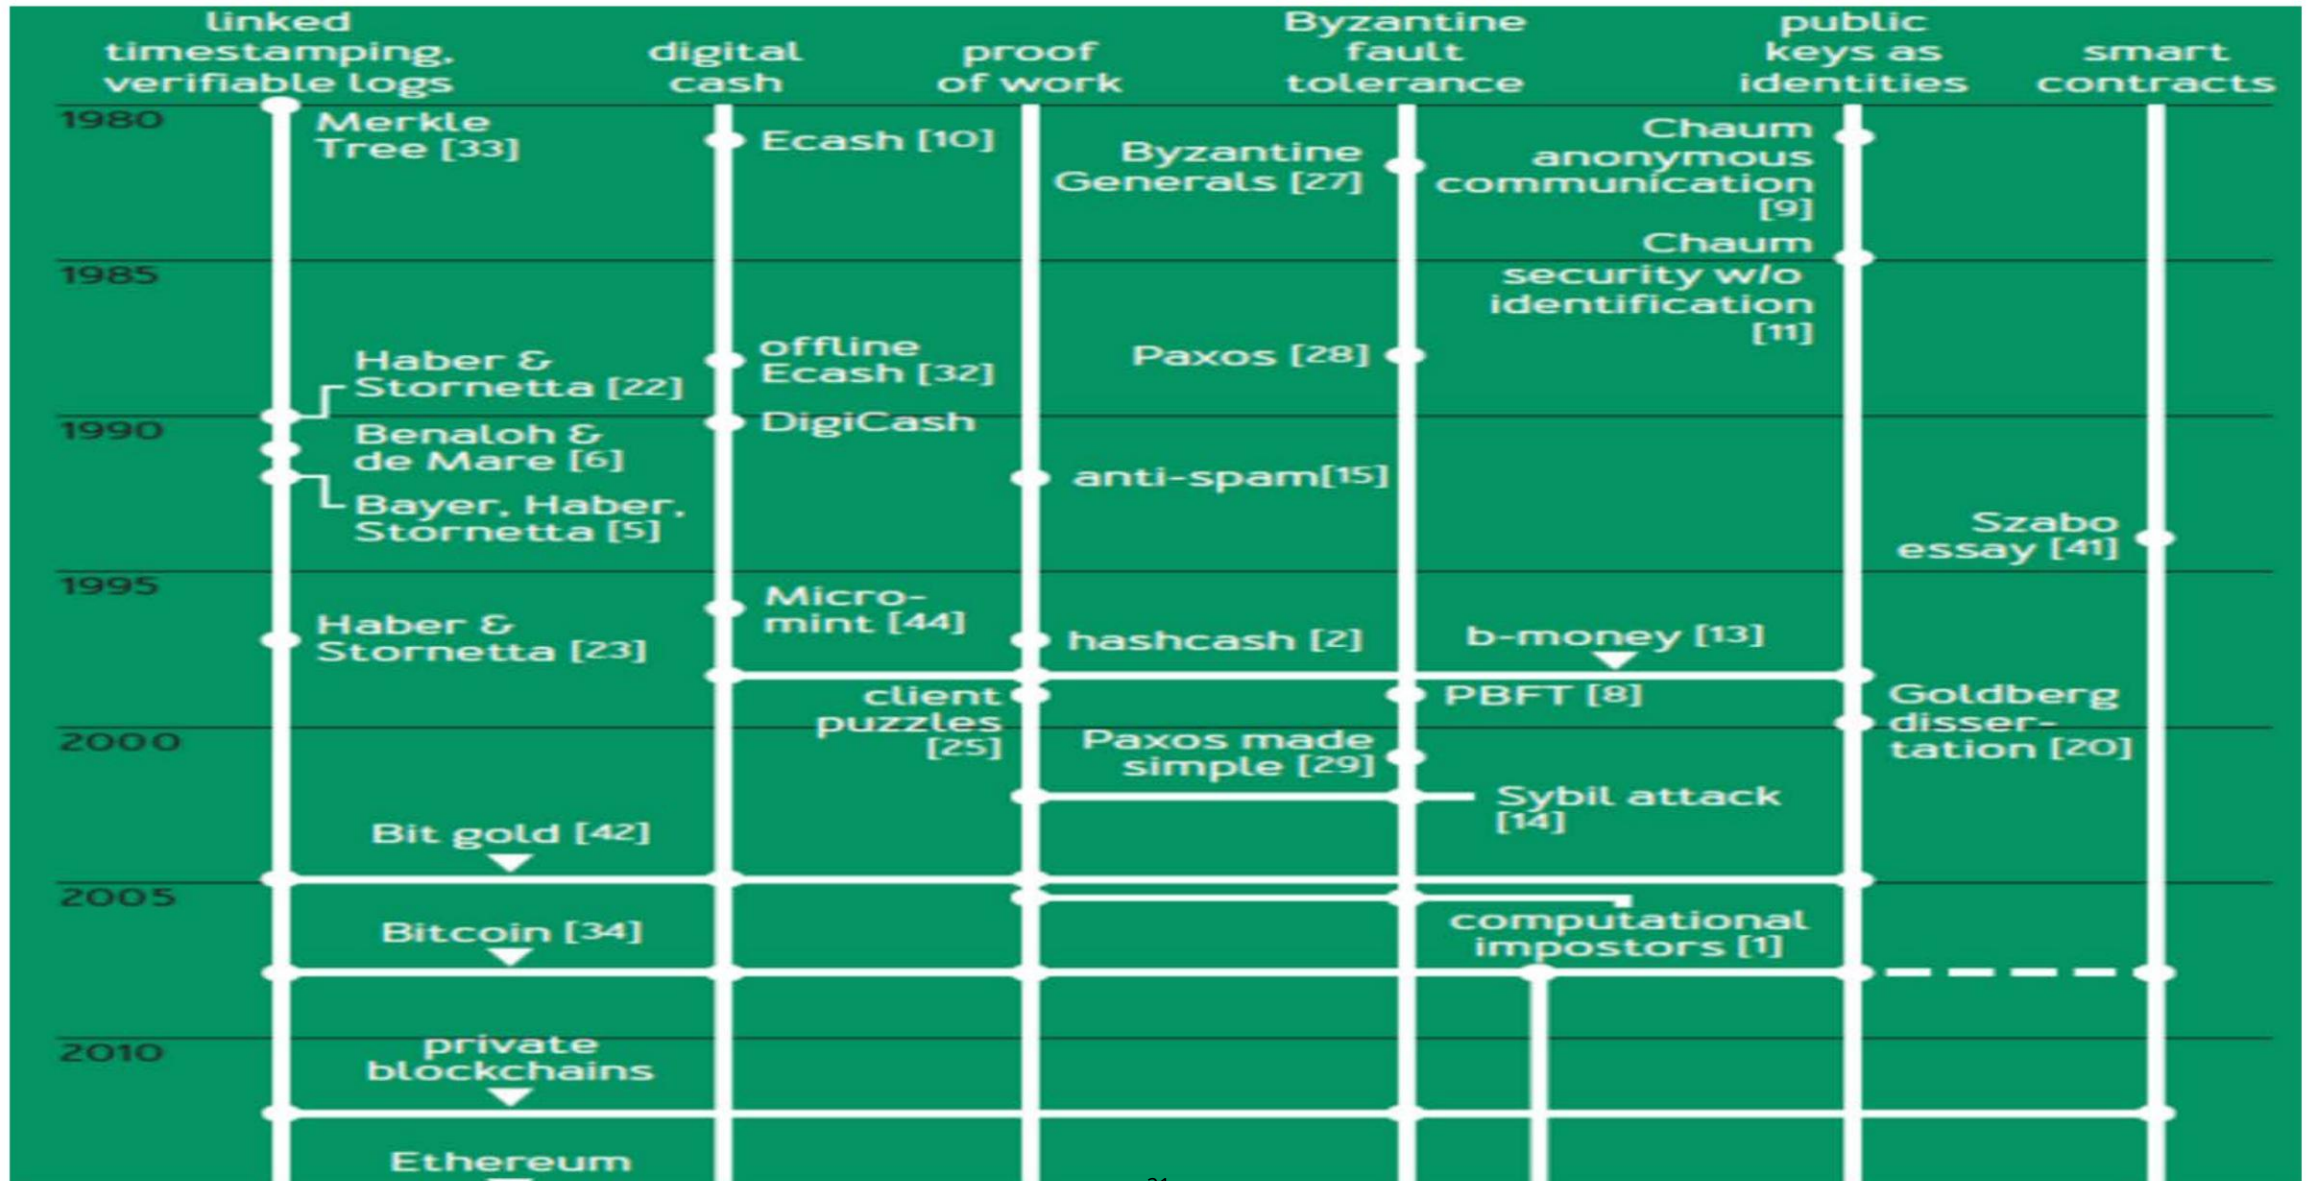 linked
timestamping,
verifiable logs
digital
cash
proof
of work
Byzantine
fault
tolerance
public
keys as
identities
smart
contracts
1980
Merkle
Tree [33]
Ecash [10]
Byzantine
Generals [27]
Chaum
anonymous
communication
[9]
1985
Chaum
security w/o
identification
[11]
Haber &
Stornetta [22]
offline
Ecash [32]
Paxos [28]
1990
Benaloh &
de Mare [6]
DigiCash
Bayer, Haber,
Stornetta [5]
anti-spam[15]
Szabo
essay [41]
1995
Haber &
Stornetta [23]
Micro-
mint [44]
hashcash [2]
b-money [13]
client
puzzles
[25]
PBFT [8]
Goldberg
disser-
tation [20]
2000
Paxos made
simple [29]
Sybil attack
[14]
Bit gold [42]
2005
computational
impostors [1]
Bitcoin [34]
2010
private
blockchains
Ethereum